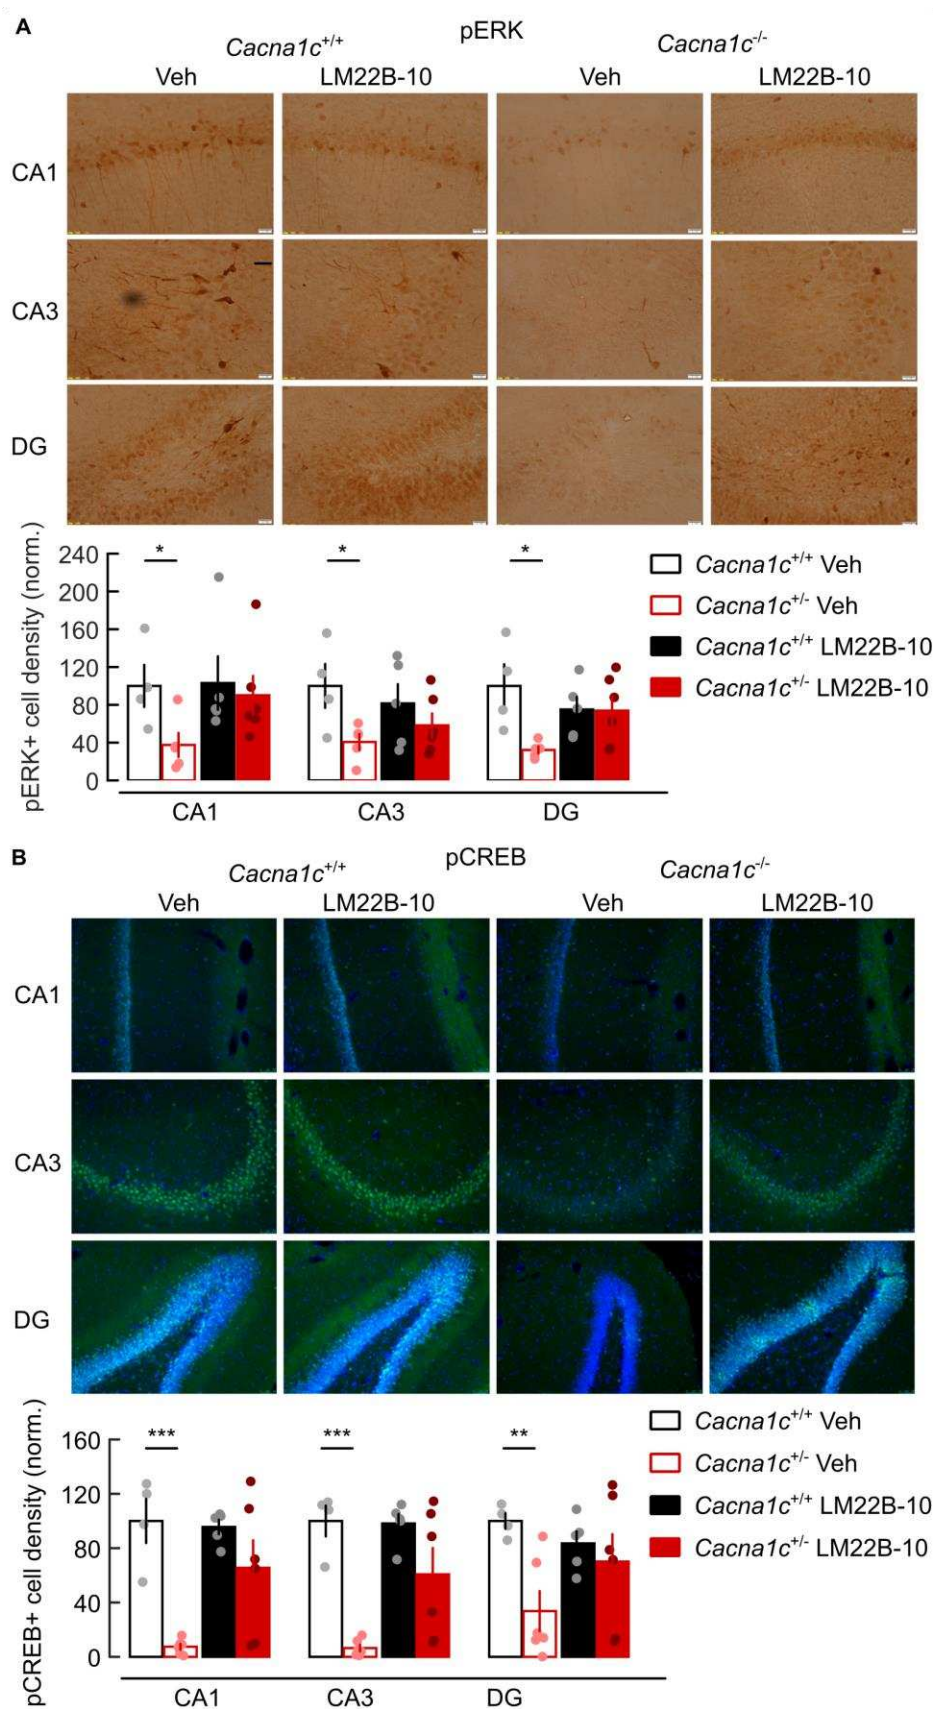 A
pERK
Cacna1c+/+ Cacna1c-/-
Veh LM22B-10 Veh LM22B-10
CA1
CA3
DG
pERK+ cell density (norm.)
240
200
160
120
80
40
0
* * *
CA1 CA3 DG
Cacna1c+/+ Veh
Cacna1c+/- Veh
Cacna1c+/+ LM22B-10
Cacna1c+/- LM22B-10
B
pCREB
Cacna1c+/+ Cacna1c-/-
Veh LM22B-10 Veh LM22B-10
CA1
CA3
DG
pCREB+ cell density (norm.)
160
120
80
40
0
*** *** **
CA1 CA3 DG
Cacna1c+/+ Veh
Cacna1c+/- Veh
Cacna1c+/+ LM22B-10
Cacna1c+/- LM22B-10